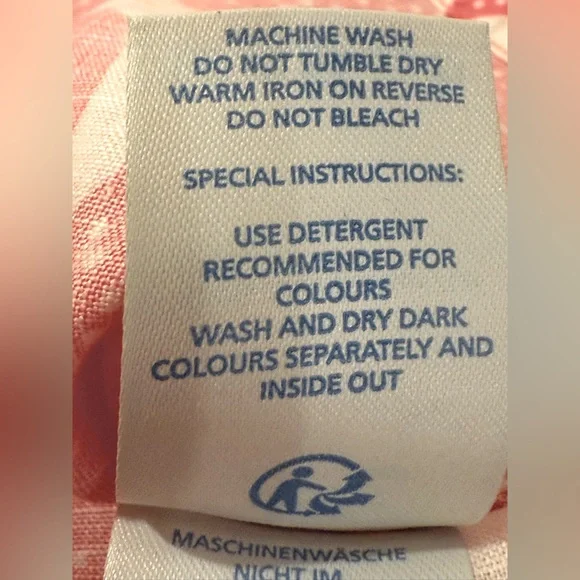 MACHINE WASH
DO NOT TUMBLE DRY
WARM IRON ON REVERSE
DO NOT BLEACH
SPECIAL INSTRUCTIONS:
USE DETERGENT
RECOMMENDED FOR
COLOURS
WASH AND DRY DARK
COLOURS SEPARATELY AND
INSIDE OUT
MASCHINENWÄSCHE
NICHT IM